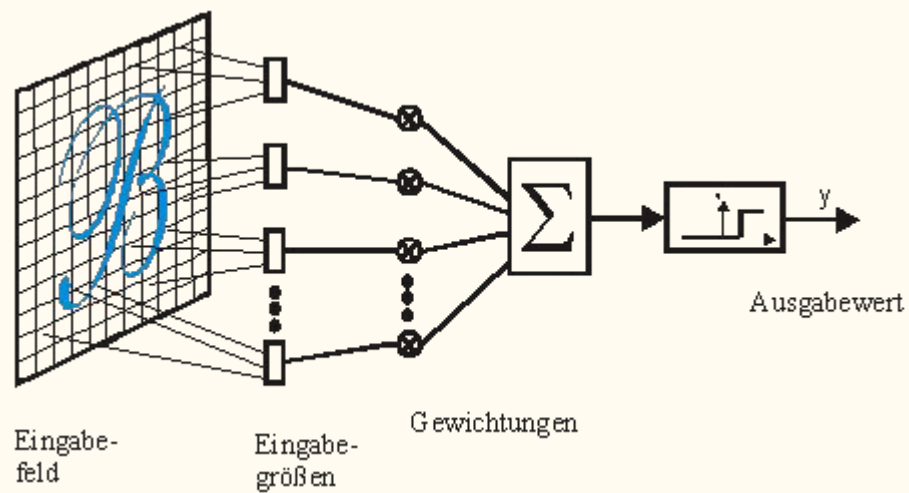 B
Σ
y
Ausgabewert
Gewichtungen
Eingabe-
feld
Eingabe-
größen